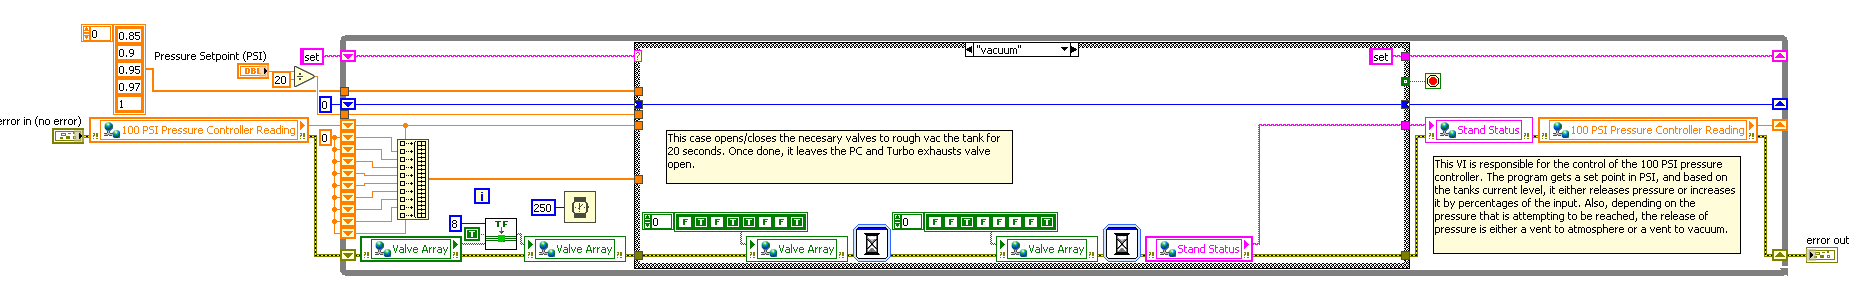 0
0.85
0.9
0.95
0.97
1
Pressure Setpoint (PSI)
DBL
20
÷
set
0
error in (no error)
100 PSI Pressure Controller Reading
0
"vacuum"
set
This case opens/closes the necesary valves to rough vac the tank for
20 seconds. Once done, it leaves the PC and Turbo exhausts valve
open.
i
250
8
T
TF
Valve Array
Valve Array
0
F T F T T F F T
Valve Array
0
F F T F F F F T
Valve Array
Stand Status
Stand Status
100 PSI Pressure Controller Reading
This VI is responsible for the control of the 100 PSI pressure
controller. The program gets a set point in PSI, and based on
the tanks current level, it either releases pressure or increases
it by percentages of the input. Also, depending on the
pressure that is attempting to be reached, the release of
pressure is either a vent to atmosphere or a vent to vacuum.
error out